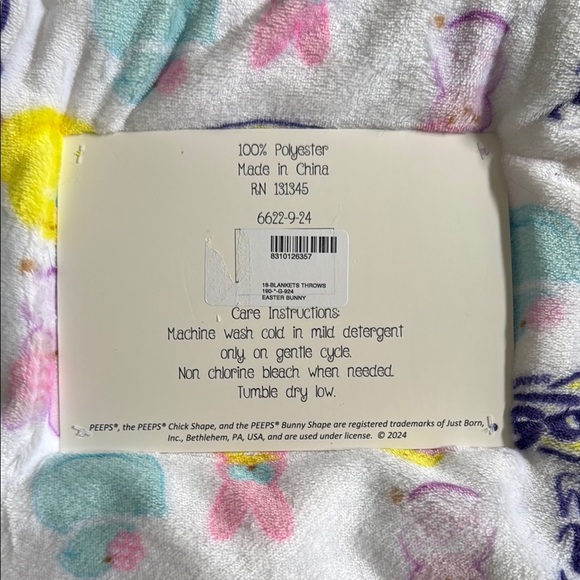 100% Polyester
Made in China
RN 131345
6622-9-24
8310126357
18-BLANKETS THROWS
190-*-G-924
EASTER BUNNY
Care Instructions:
Machine wash cold in mild detergent
only, on gentle cycle.
Non chlorine bleach when needed.
Tumble dry low.
PEEPS®, the PEEPS® Chick Shape, and the PEEPS® Bunny Shape are registered trademarks of Just Born,
Inc., Bethlehem, PA, USA, and are used under license. © 2024